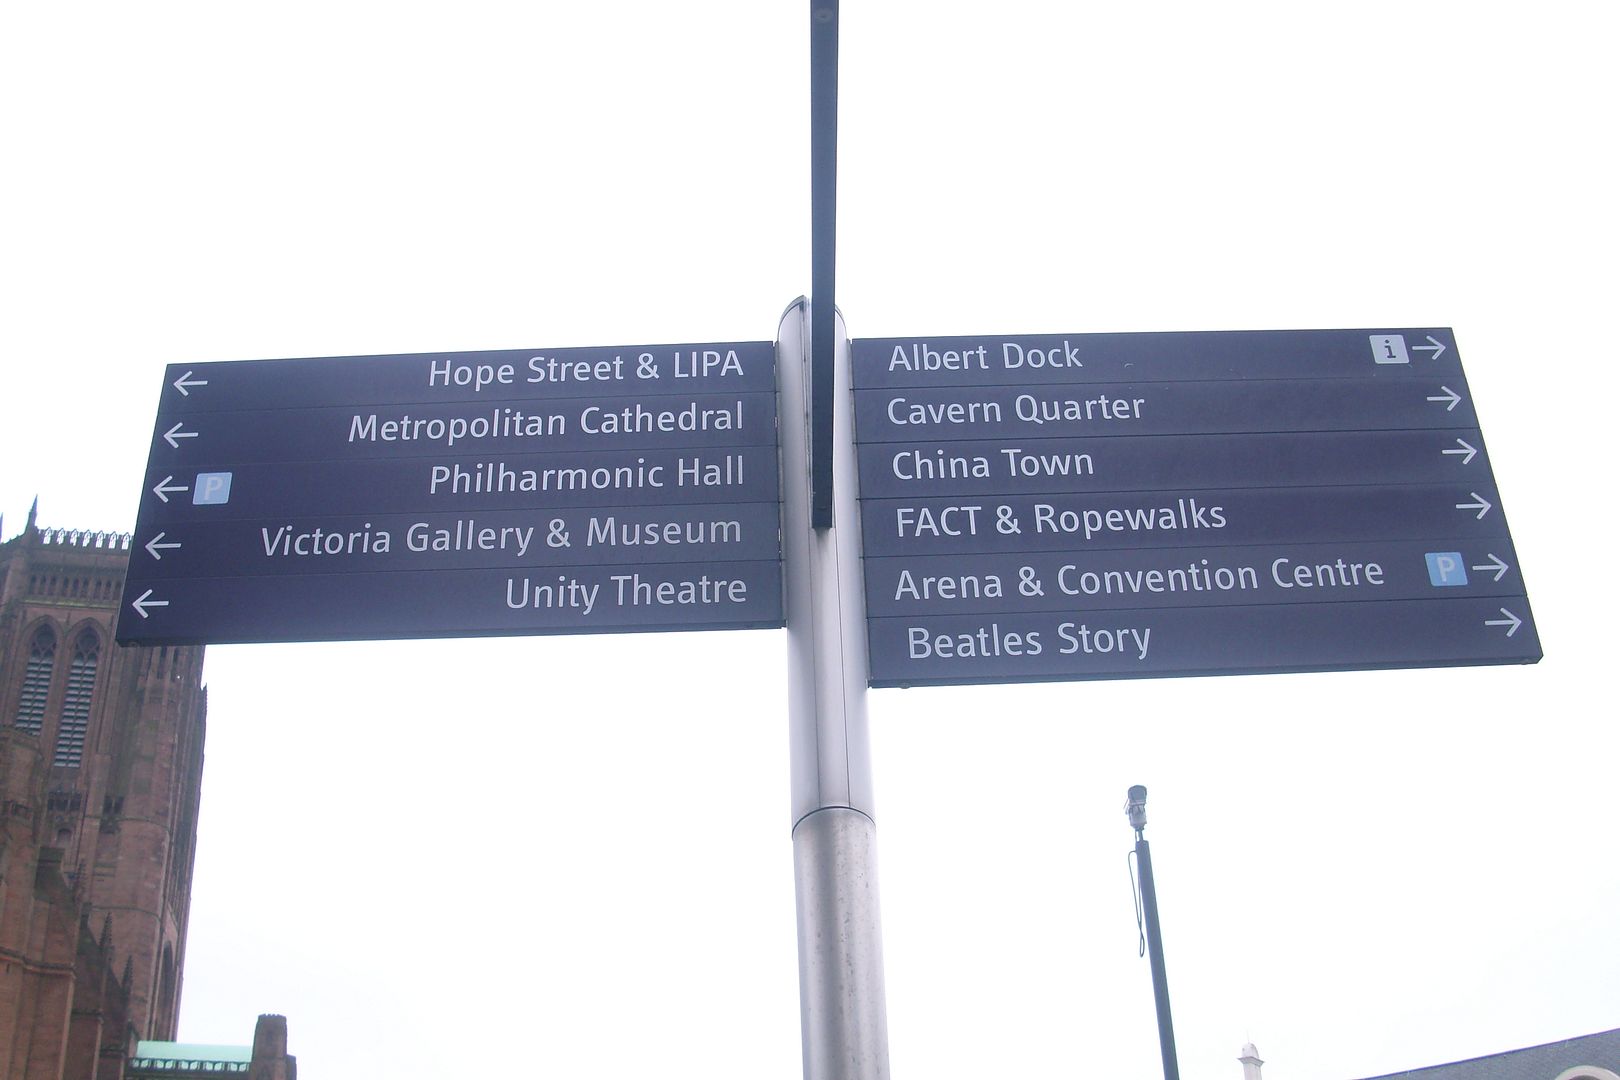 Hope Street & LIPA
Metropolitan Cathedral
P Philharmonic Hall
Victoria Gallery & Museum
Unity Theatre
Albert Dock i
Cavern Quarter
China Town
FACT & Ropewalks
Arena & Convention Centre P
Beatles Story